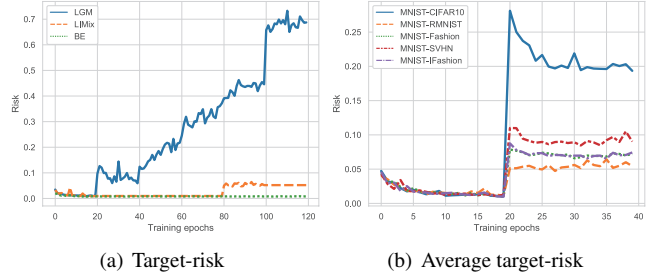 LGM
LIMix
BE
0.7
0.6
0.5
0.4
0.3
0.2
0.1
0.0
Risk
0 20 40 60 80 100 120
Training epochs
(a) Target-risk
MNIST-CIFAR10
MNIST-RMNIST
MNIST-Fashion
MNIST-SVHN
MNIST-IFashion
0.25
0.20
0.15
0.10
0.05
0.00
Risk
0 5 10 15 20 25 30 35 40
Training epochs
(b) Average target-risk